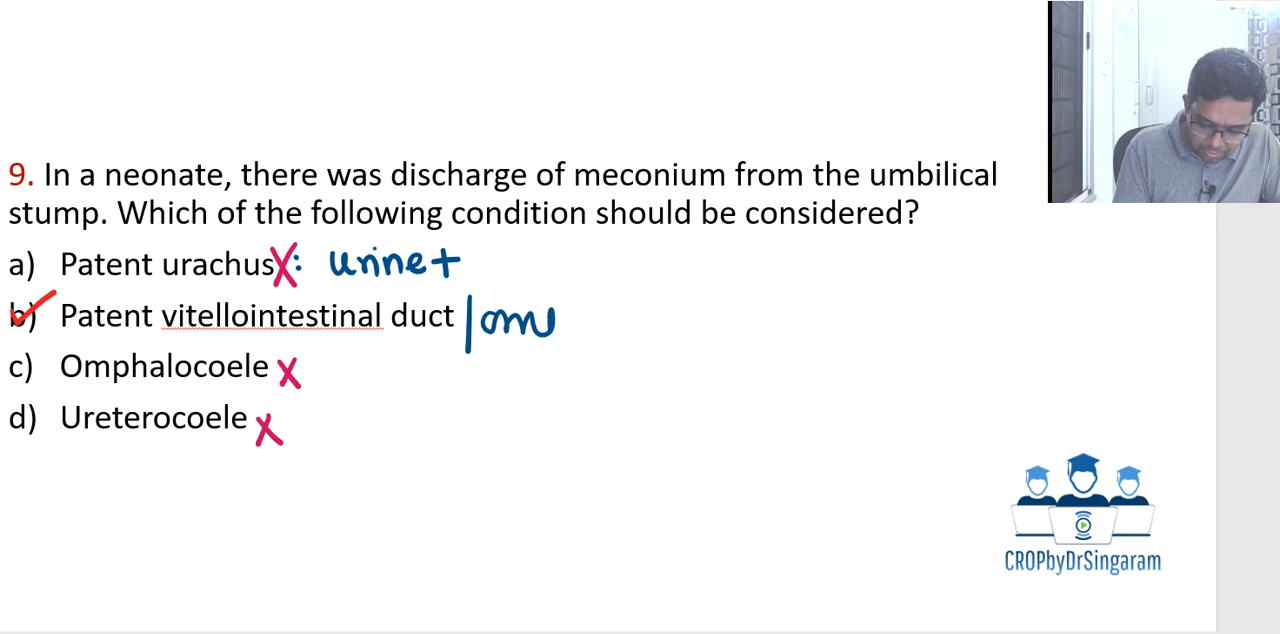 9. In a neonate, there was discharge of meconium from the umbilical
stump. Which of the following condition should be considered?
a) Patent urachus X: urine+
b) Patent vitellointestinal duct
c) Omphalocoele X
d) Ureterocoele X
CROPbyDrSingaram